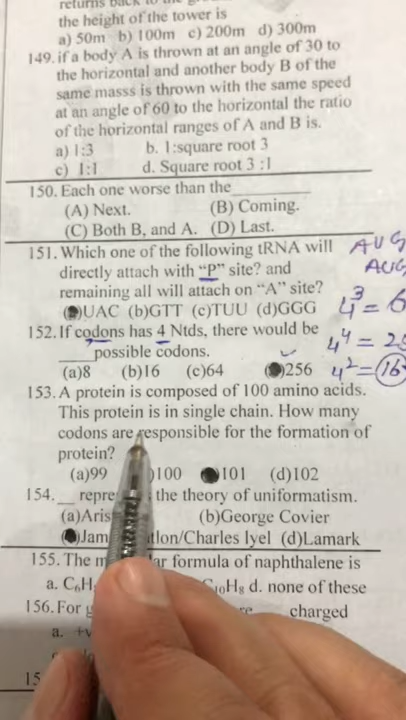 the height of the tower is
a) 50m b) 100m c) 200m d) 300m
149. if a body A is thrown at an angle of 30 to
the horizontal and another body B of the
same masss is thrown with the same speed
at an angle of 60 to the horizontal the ratio
of the horizontal ranges of A and B is.
a) 1:3 b. 1:square root 3
c) 1:1 d. Square root 3 :1
150. Each one worse than the
(A) Next. (B) Coming.
(C) Both B, and A. (D) Last.
151. Which one of the following tRNA will AUG
directly attach with "P" site? and AUG
remaining all will attach on "A" site?
UAC (b)GTT (c)TUU (d)GGG 4³ = 6
152. If codons has 4 Ntds, there would be 4⁴ = 2
possible codons.
(a)8 (b)16 (c)64 256 4² = 16
153. A protein is composed of 100 amino acids.
This protein is in single chain. How many
codons are responsible for the formation of
protein?
(a)99 )100 101 (d)102
154. the theory of uniformatism.
(b)George Covier
/Charles lyel (d)Lamark
155. The formula of naphthalene is
a. H₈ d. none of these
156. For charged
a.
15